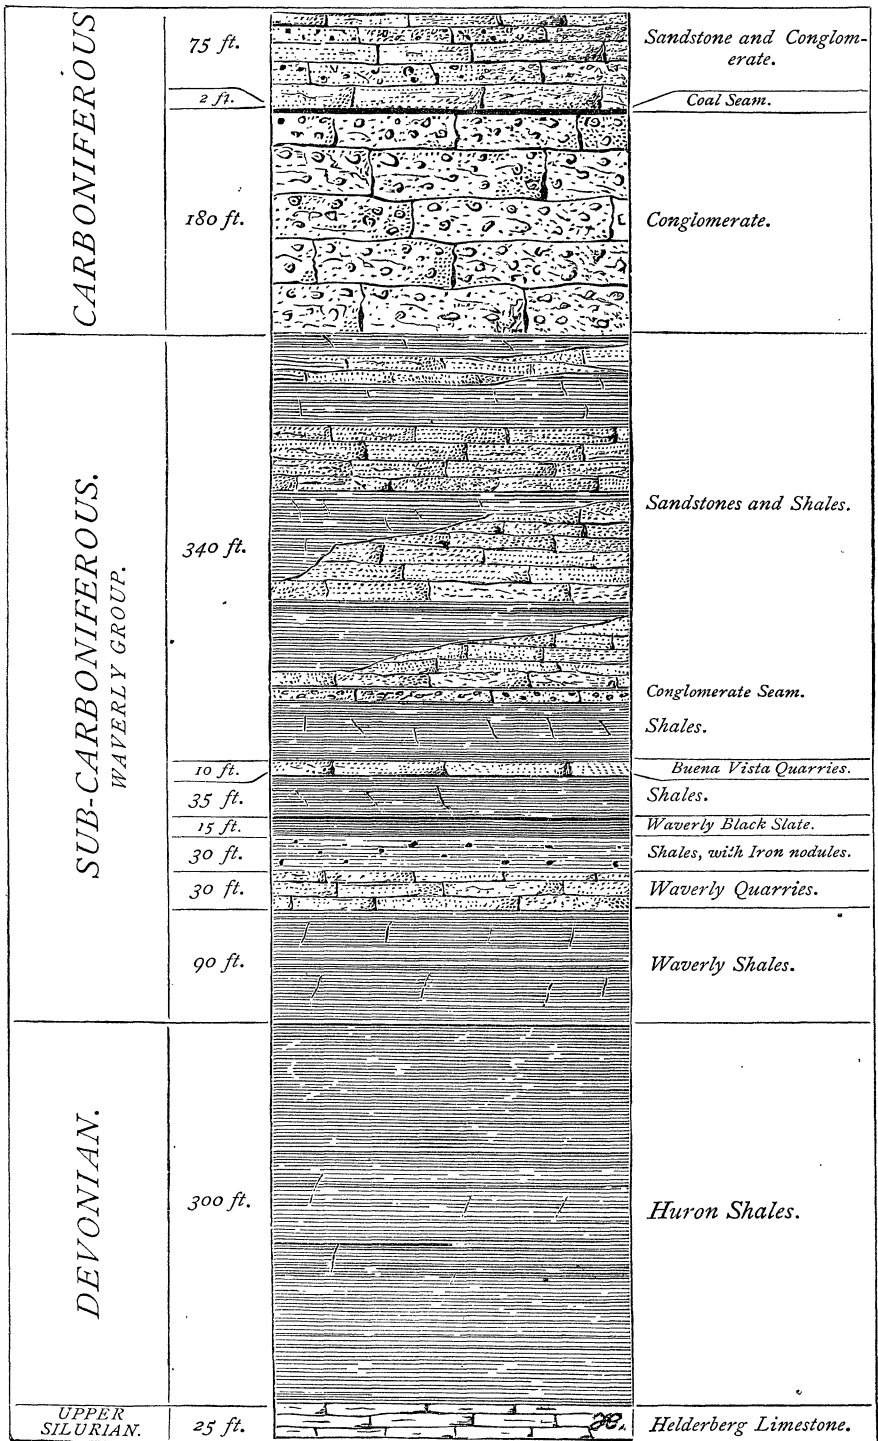 CARBONIFEROUS
75 ft.
Sandstone and Conglom-
erate.
2 ft.
Coal Seam.
180 ft.
Conglomerate.
SUB-CARBONIFEROUS.
WAVERLY GROUP.
340 ft.
Sandstones and Shales.
Conglomerate Seam.
Shales.
10 ft.
Buena Vista Quarries.
35 ft.
Shales.
15 ft.
Waverly Black Slate.
30 ft.
Shales, with Iron nodules.
30 ft.
Waverly Quarries.
90 ft.
Waverly Shales.
DEVONIAN.
300 ft.
Huron Shales.
UPPER
SILURIAN.
25 ft.
Helderberg Limestone.